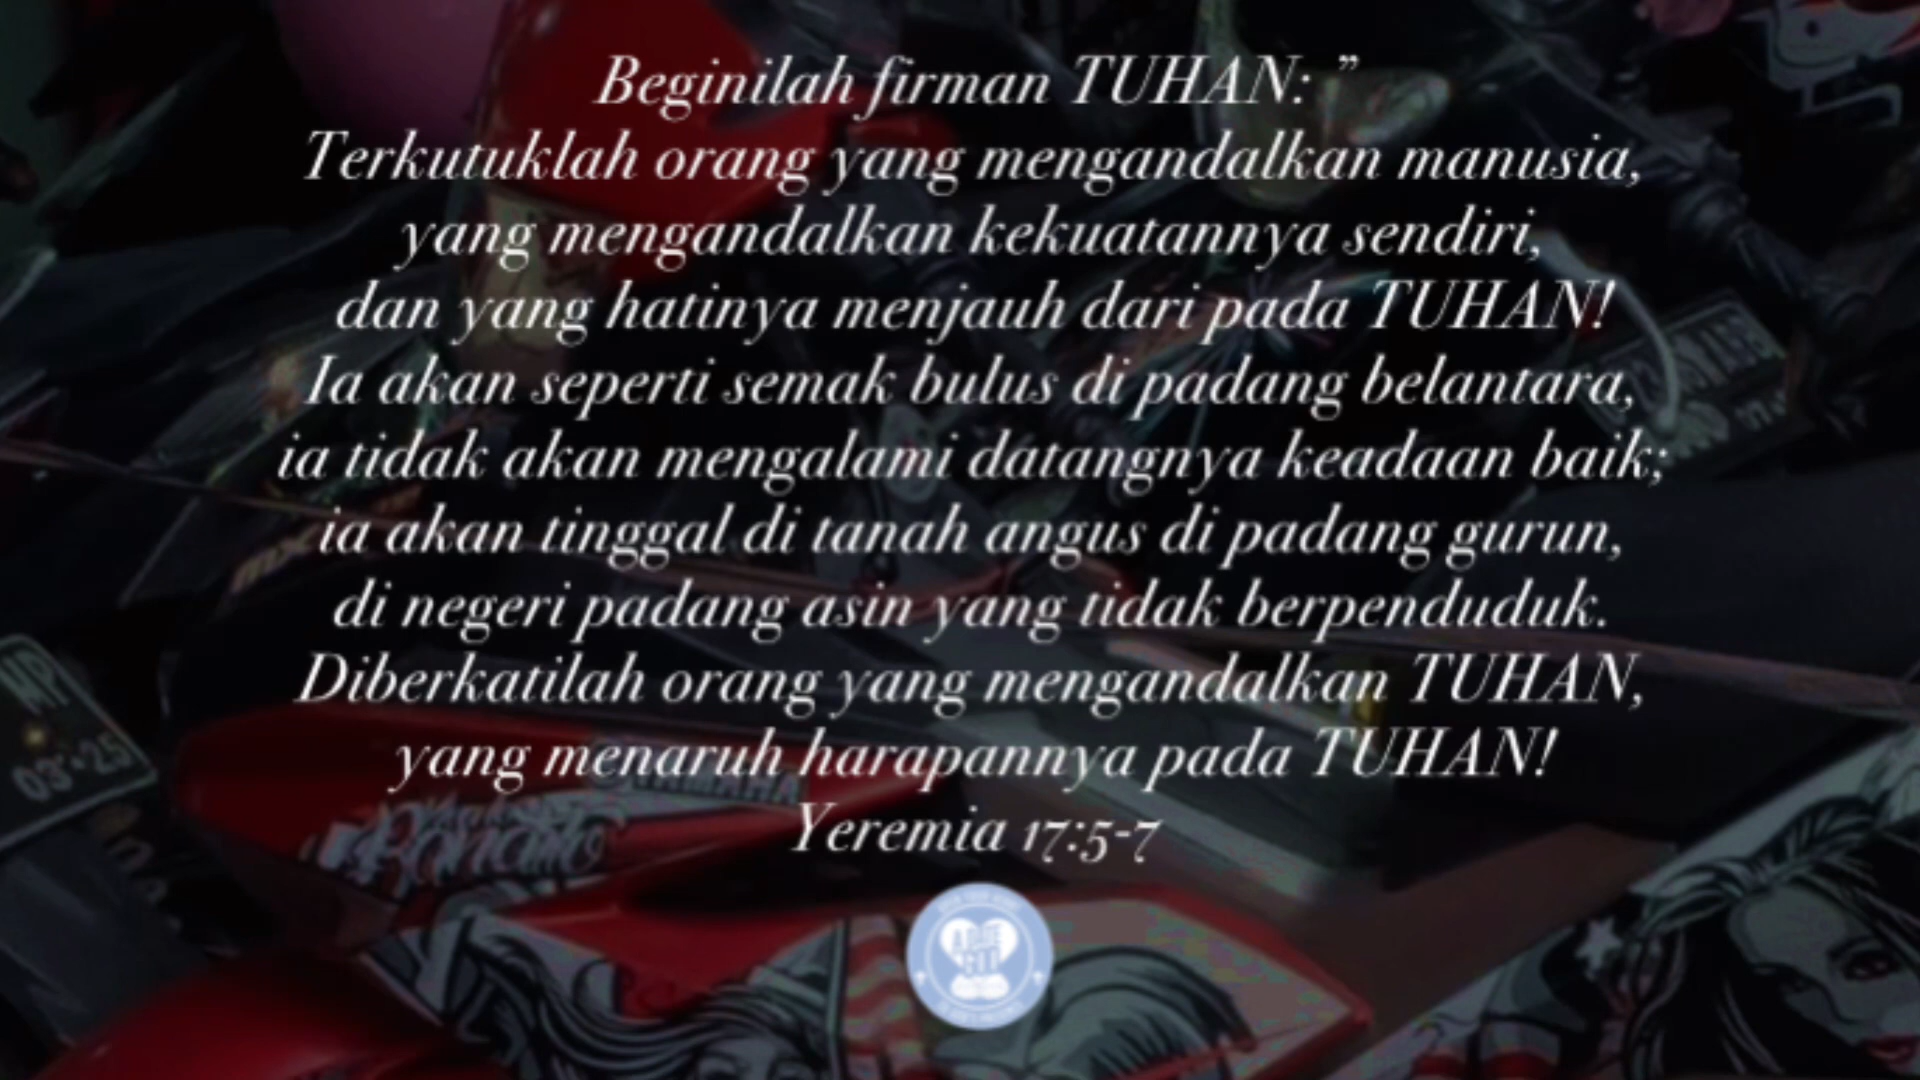 Beginilah firman TUHAN: ”
Terkutuklah orang yang mengandalkan manusia,
yang mengandalkan kekuatannya sendiri,
dan yang hatinya menjauh dari pada TUHAN!
Ia akan seperti semak bulus di padang belantara,
ia tidak akan mengalami datangnya keadaan baik;
ia akan tinggal di tanah angus di padang gurun,
di negeri padang asin yang tidak berpenduduk.
Diberkatilah orang yang mengandalkan TUHAN,
yang menaruh harapannya pada TUHAN!
Yeremia 17:5-7
YAMAHA
03·25